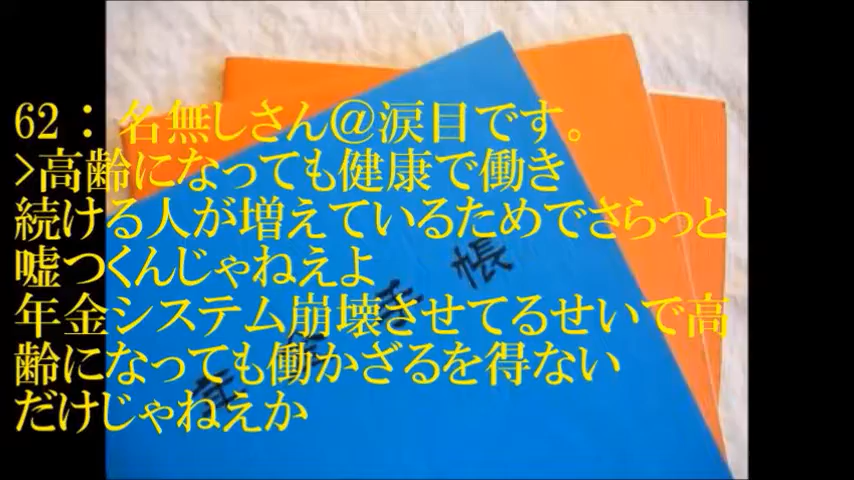 62：名無しさん＠涙目です。
>高齢になっても健康で働き
続ける人が増えているためでさらっと
嘘つくんじゃねえよ
年金システム崩壊させてるせいで高
齢になっても働かざるを得ない
だけじゃねえか
年金手帳